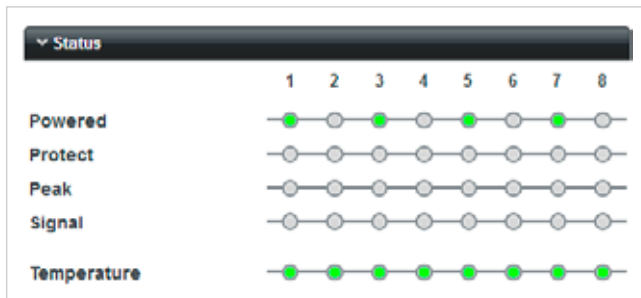 Status
1 2 3 4 5 6 7 8
Powered
Protect
Peak
Signal
Temperature